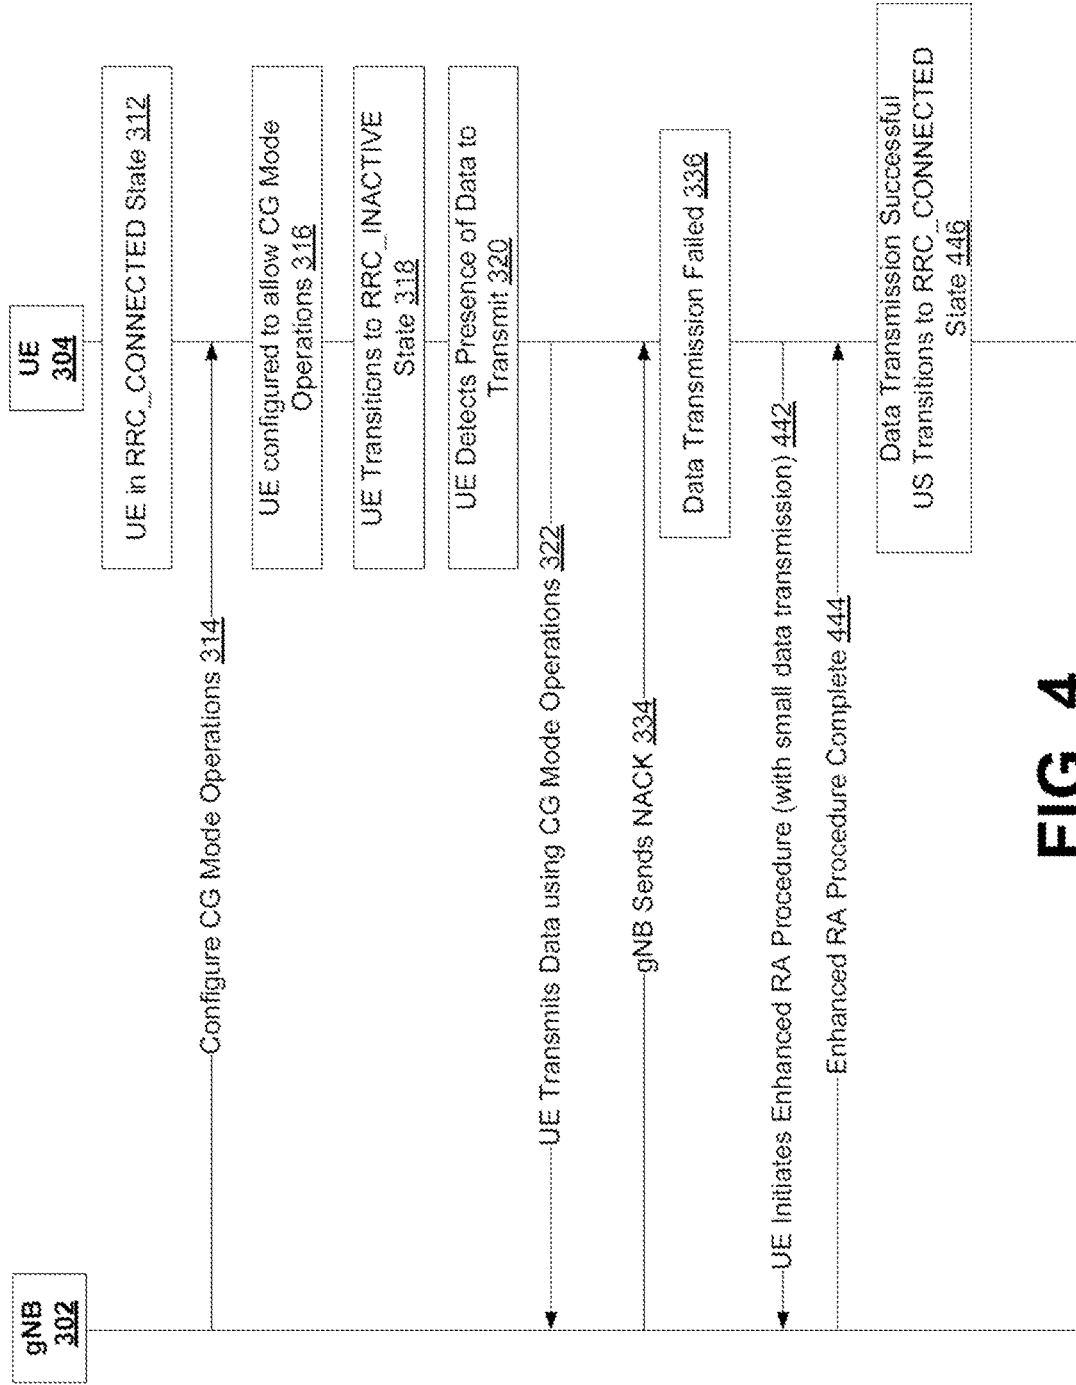 gNB
302
UE
304
UE in RRC_CONNECTED State 312
Configure CG Mode Operations 314
UE configured to allow CG Mode
Operations 316
UE Transitions to RRC_INACTIVE
State 318
UE Detects Presence of Data to
Transmit 320
UE Transmits Data using CG Mode Operations 322
gNB Sends NACK 334
Data Transmission Failed 336
UE Initiates Enhanced RA Procedure (with small data transmission) 442
Enhanced RA Procedure Complete 444
Data Transmission Successful
US Transitions to RRC_CONNECTED
State 446
FIG. 4